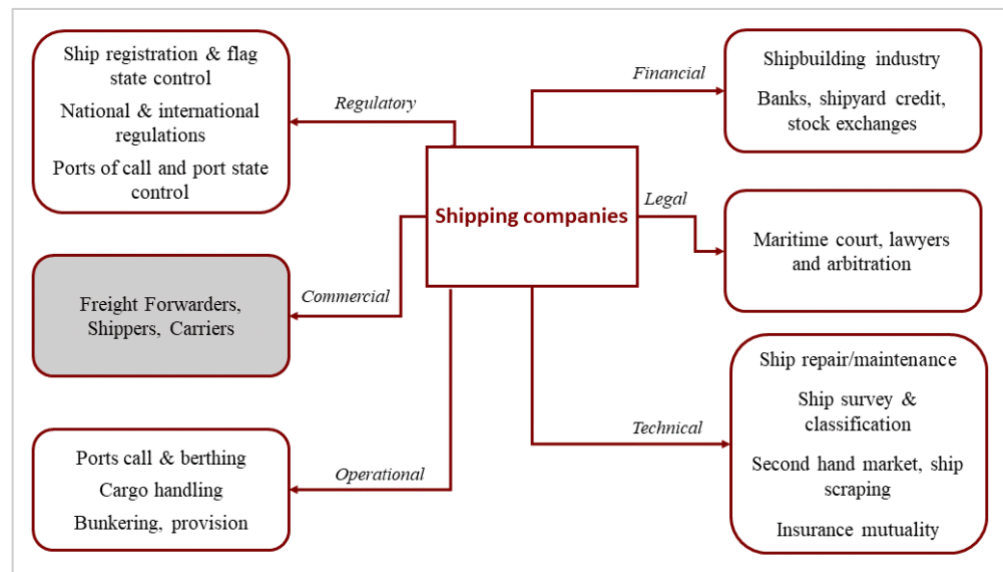 Ship registration & flag
state control
National & international
regulations
Ports of call and port state
control
Regulatory
Financial
Shipbuilding industry
Banks, shipyard credit,
stock exchanges
Shipping companies
Legal
Maritime court, lawyers
and arbitration
Freight Forwarders,
Shippers, Carriers
Commercial
Ports call & berthing
Cargo handling
Bunkering, provision
Operational
Technical
Ship repair/maintenance
Ship survey &
classification
Second hand market, ship
scraping
Insurance mutuality